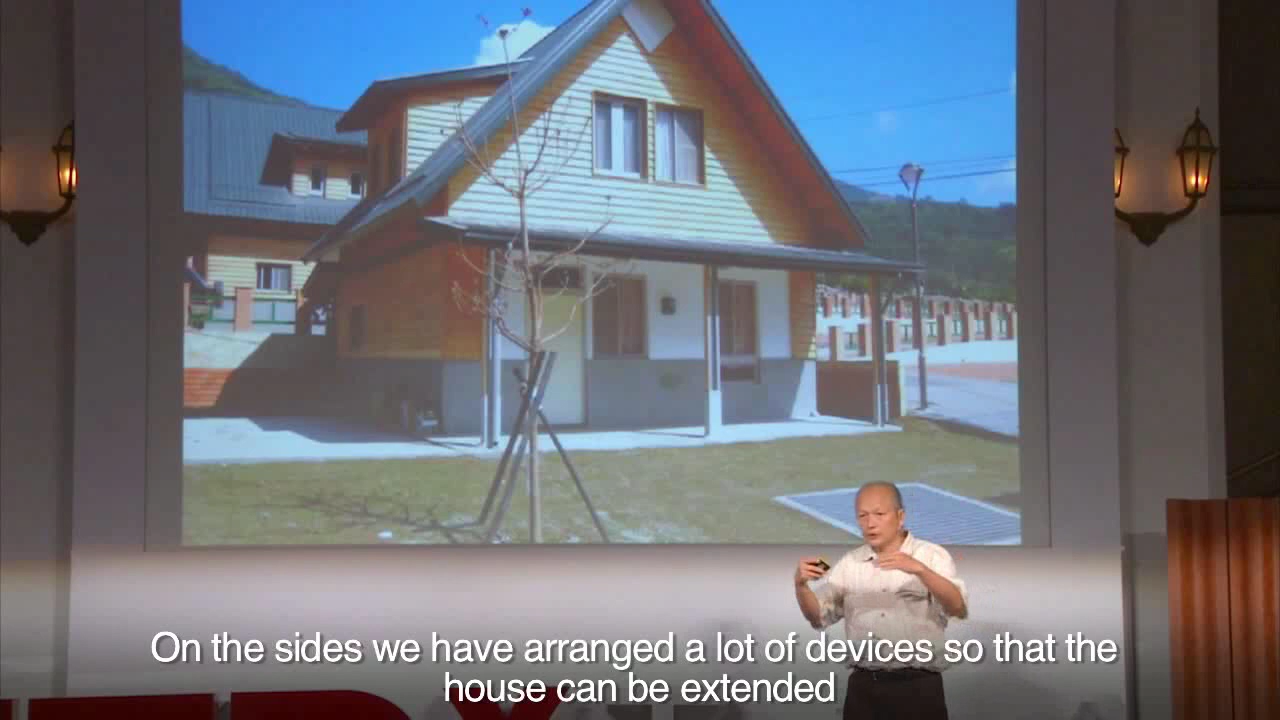 On the sides we have arranged a lot of devices so that the
house can be extended